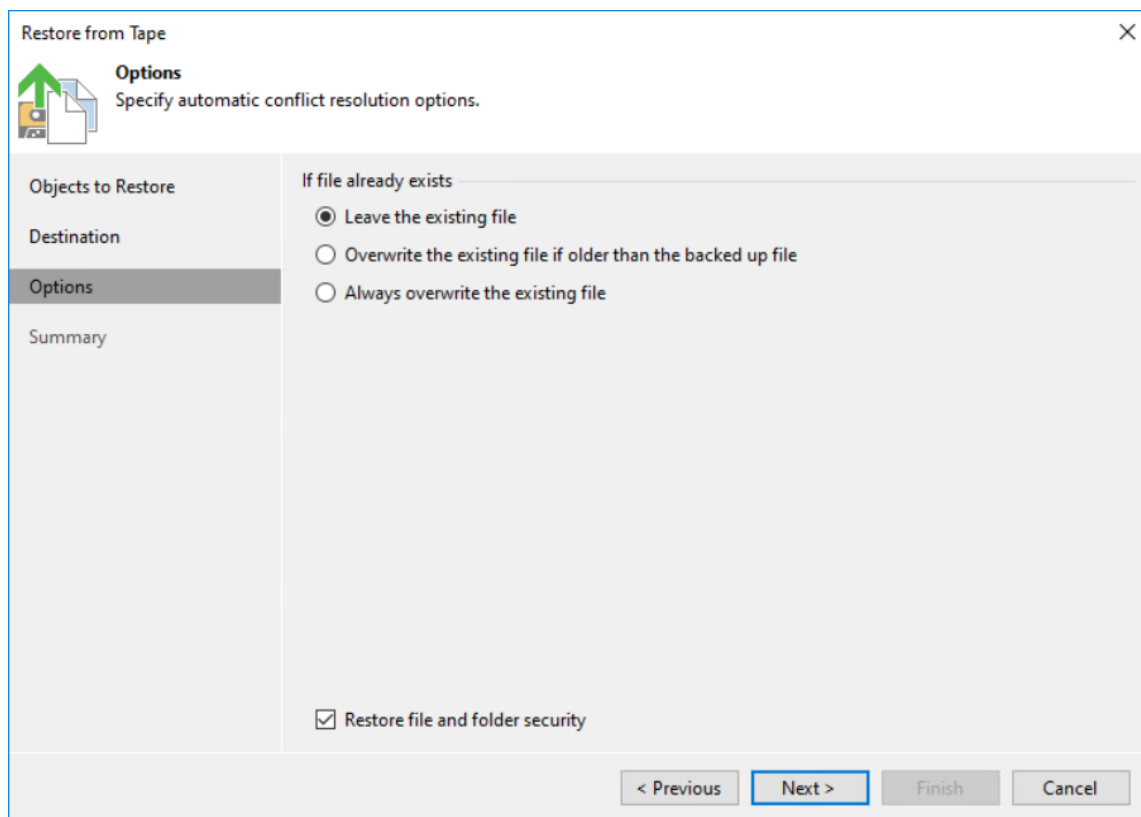 Restore from Tape
Options
Specify automatic conflict resolution options.
Objects to Restore
Destination
Options
Summary
If file already exists
Leave the existing file
Overwrite the existing file if older than the backed up file
Always overwrite the existing file
Restore file and folder security
< Previous
Next >
Finish
Cancel